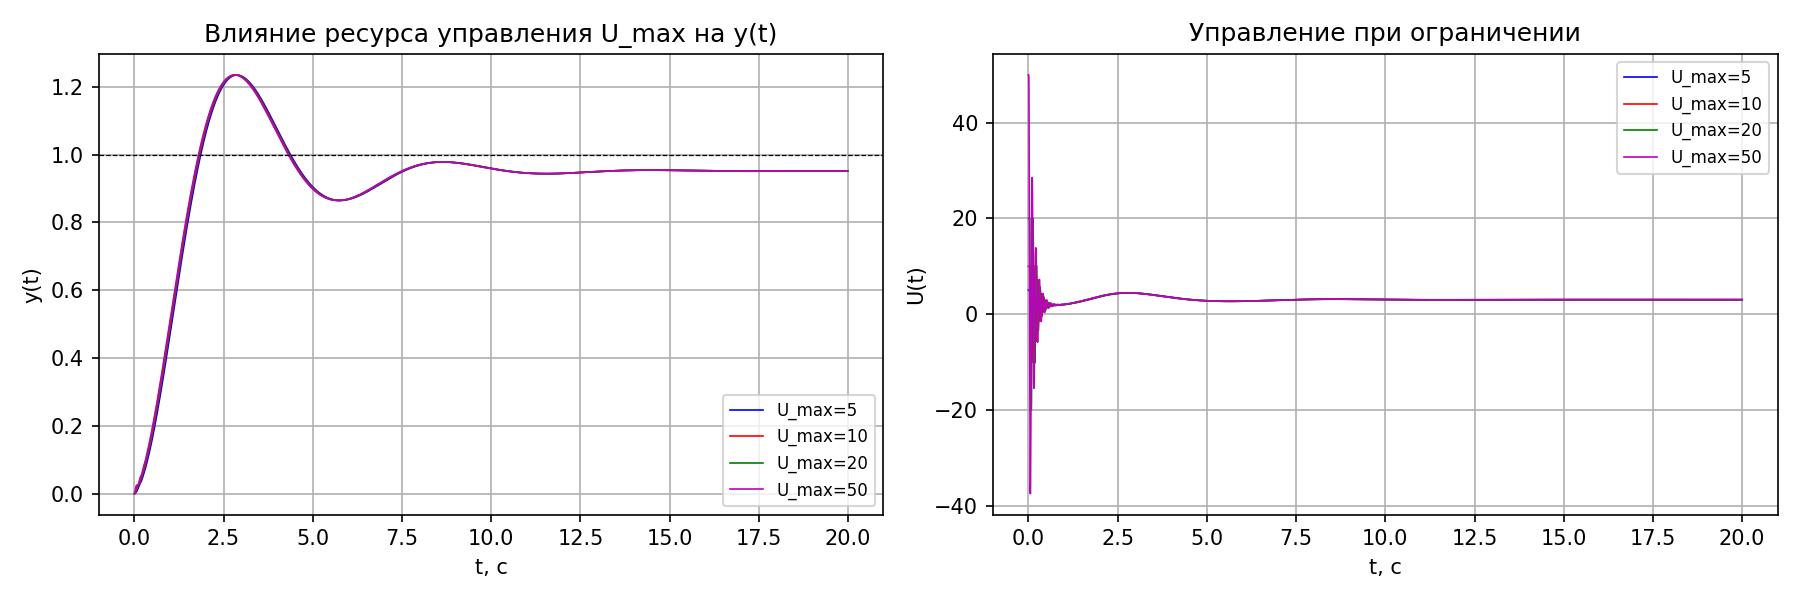 Влияние ресурса управления U_max на y(t)
1.2
1.0
0.8
0.6
0.4
0.2
0.0
y(t)
0.0 2.5 5.0 7.5 10.0 12.5 15.0 17.5 20.0
t, с
U_max=5
U_max=10
U_max=20
U_max=50
Управление при ограничении
40
20
0
−20
−40
U(t)
0.0 2.5 5.0 7.5 10.0 12.5 15.0 17.5 20.0
t, с
U_max=5
U_max=10
U_max=20
U_max=50